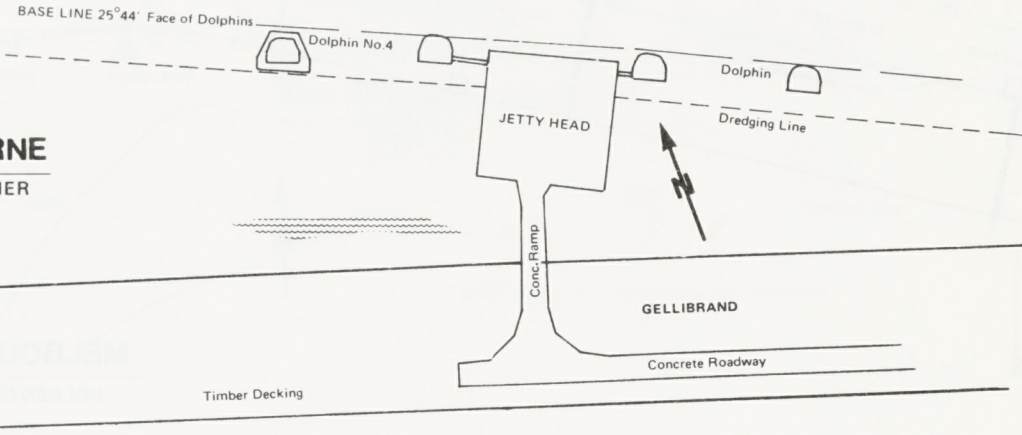 BASE LINE 25°44' Face of Dolphins
Dolphin No.4
Dolphin
Dredging Line
JETTY HEAD
N
Conc. Ramp
GELLIBRAND
Concrete Roadway
Timber Decking
RNE
IER